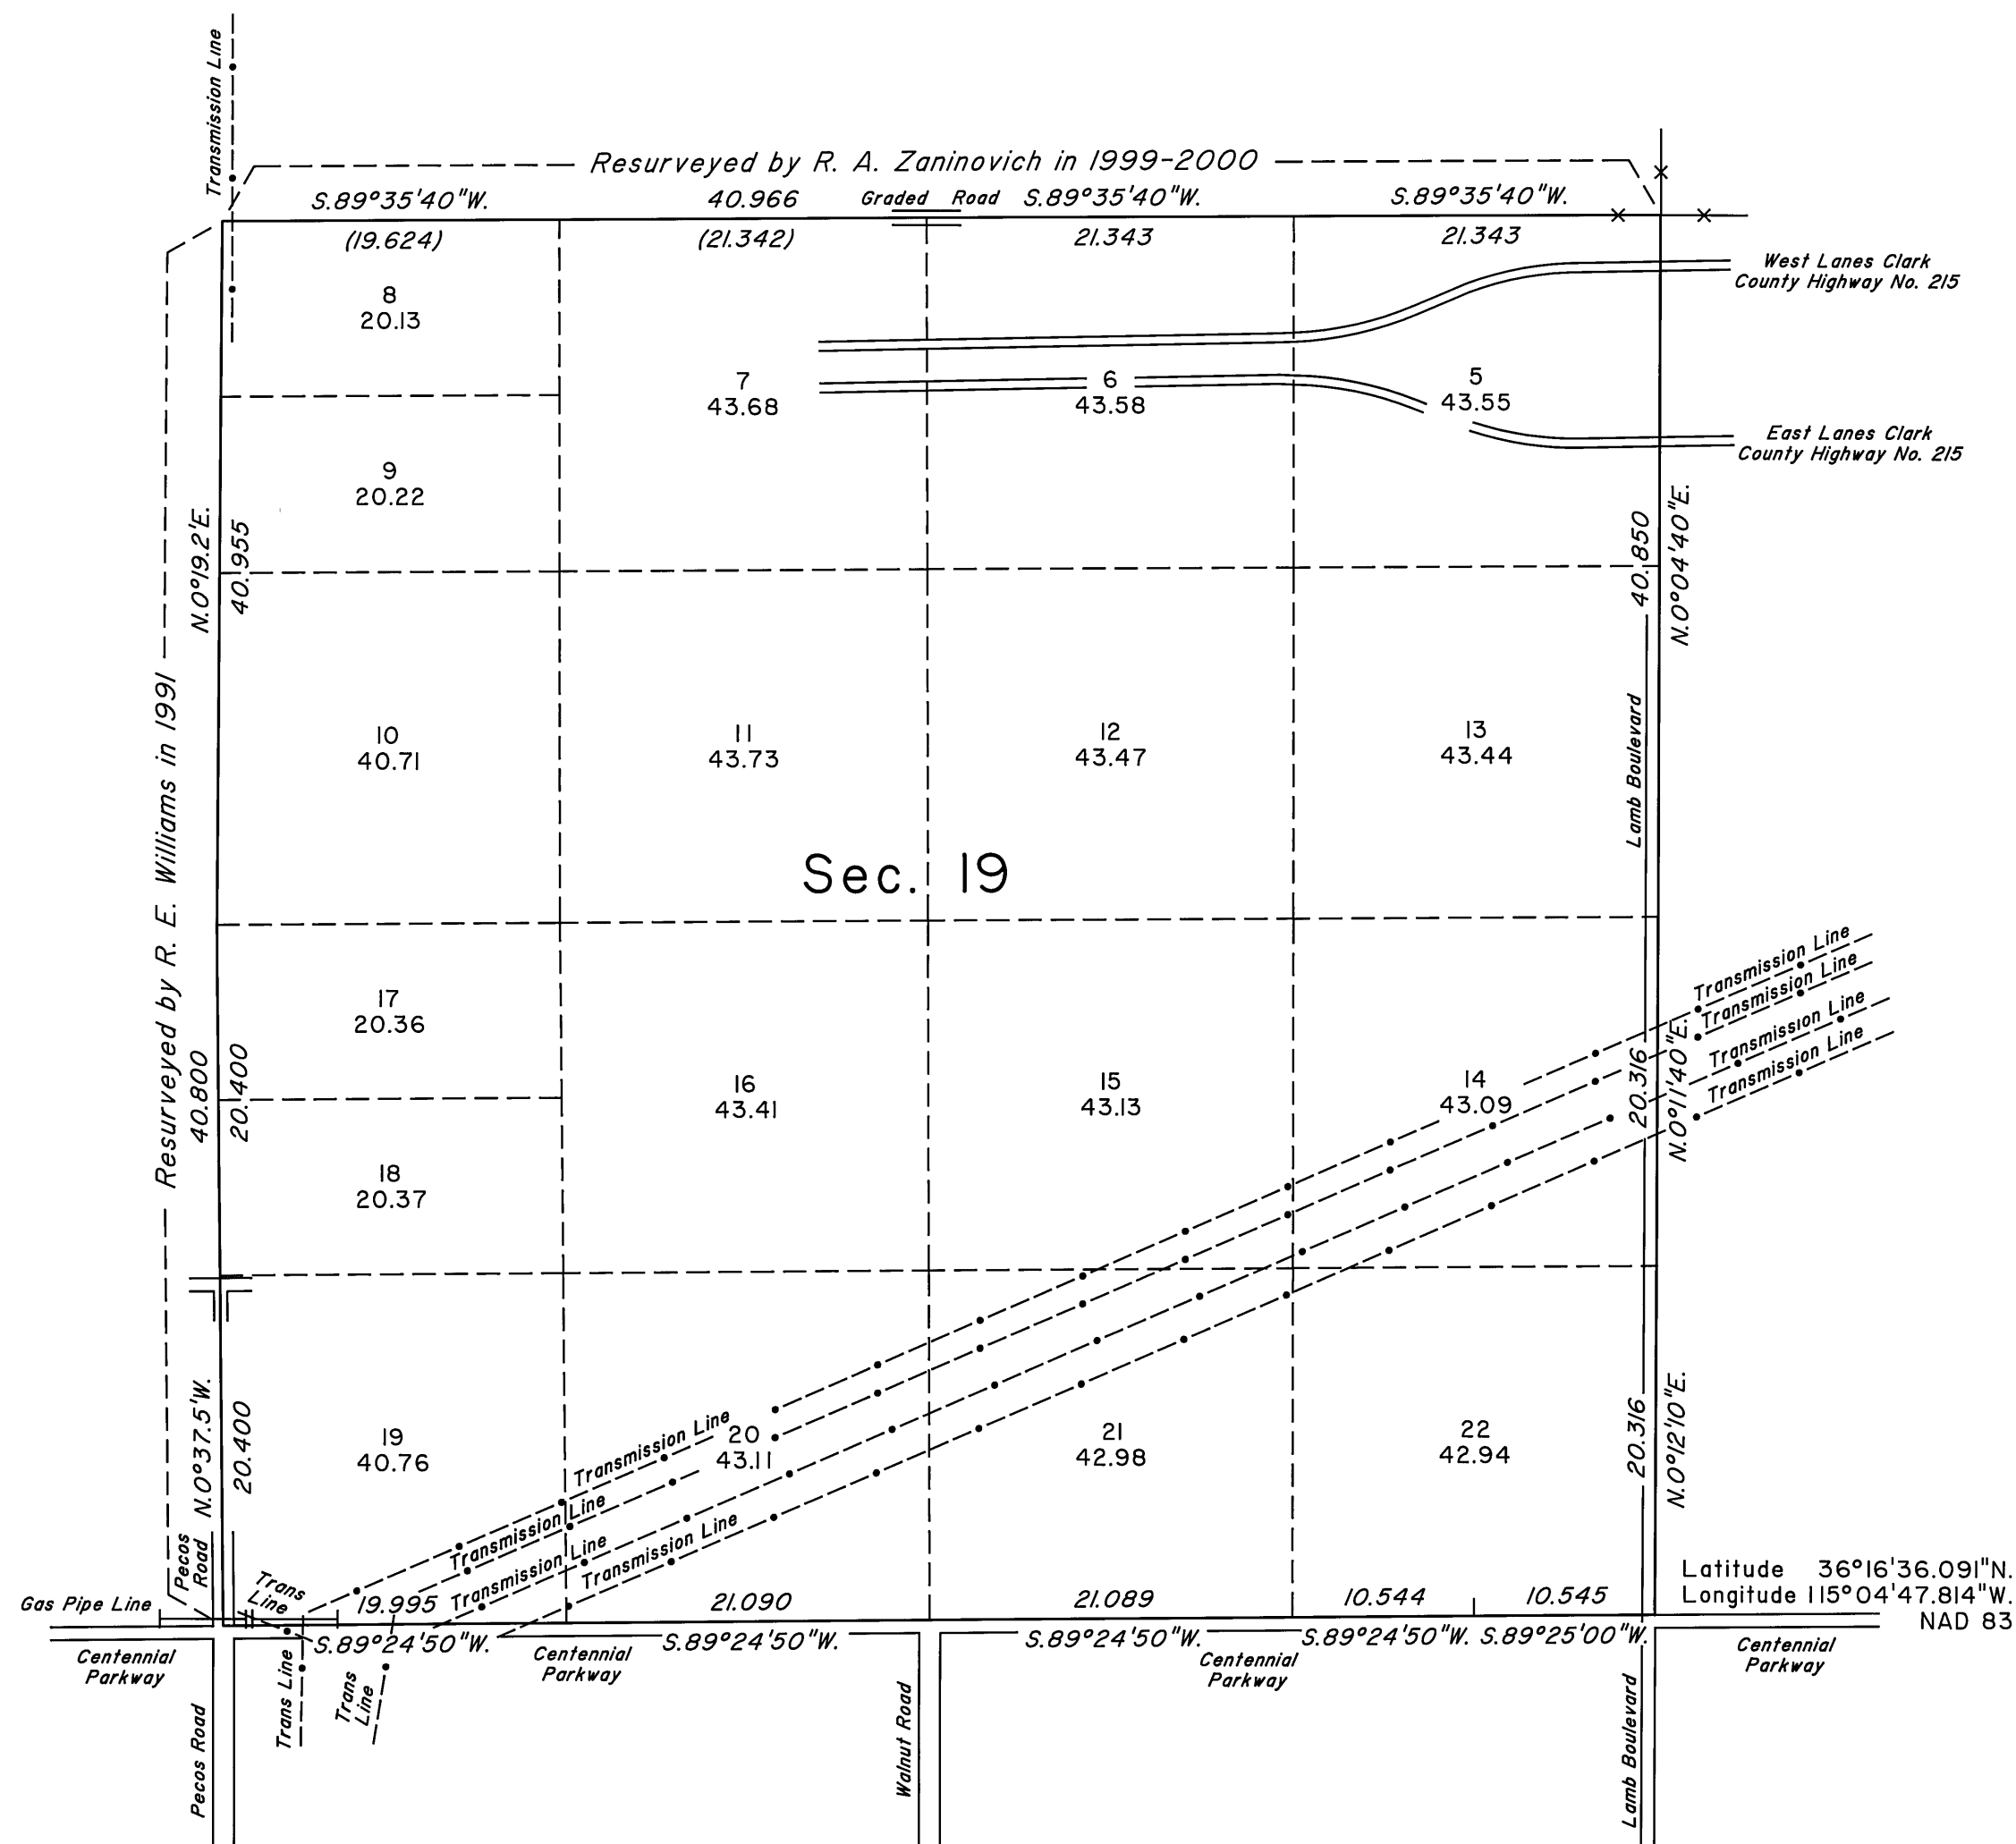 Transmission Line
Resurveyed by R. A. Zaninovich in 1999-2000
S.89°35'40"W.
40.966
Graded Road
S.89°35'40"W.
S.89°35'40"W.
(19.624)
(21.342)
21.343
21.343
West Lanes Clark
County Highway No. 215
8
20.13
7
43.68
6
43.58
5
43.55
East Lanes Clark
County Highway No. 215
9
20.22
N.0°19.2'E.
40.955
40.850
N.0°04'40"E.
Resurveyed by R. E. Williams in 1991
10
40.71
11
43.73
12
43.47
13
43.44
Lamb Boulevard
Sec. 19
Transmission Line
Transmission Line
Transmission Line
Transmission Line
17
20.36
40.800
20.400
16
43.41
15
43.13
14
43.09
20.316
N.0°11'40"E.
18
20.37
N.0°37.5'W.
20.400
19
40.76
20
43.11
21
42.98
22
42.94
20.316
N.0°12'10"E.
Transmission Line
Transmission Line
Transmission Line
Transmission Line
Pecos
Road
Trans
Line
Gas Pipe Line
19.995
21.090
21.089
10.544
10.545
Latitude 36°16'36.091"N.
Longitude 115°04'47.814"W.
NAD 83
S.89°24'50"W.
S.89°24'50"W.
S.89°24'50"W.
S.89°24'50"W.
S.89°25'00"W.
Centennial
Parkway
Centennial
Parkway
Centennial
Parkway
Centennial
Parkway
Pecos Road
Trans Line
Trans
Line
Walnut Road
Lamb Boulevard